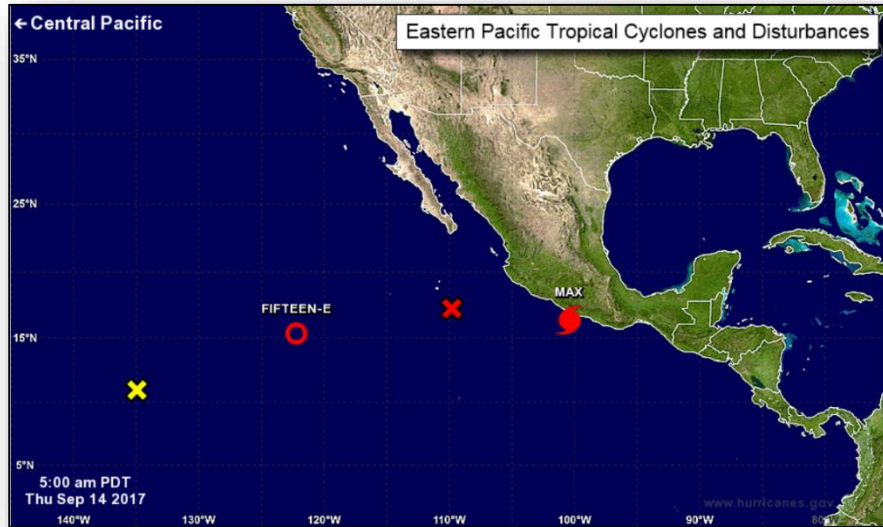 ← Central Pacific
Eastern Pacific Tropical Cyclones and Disturbances
35°N
25°N
MAX
FIFTEEN-E
15°N
5°N
5:00 am PDT
Thu Sep 14 2017
www.hurricanes.gov
140°W 130°W 120°W 110°W 100°W 90°W 80°W